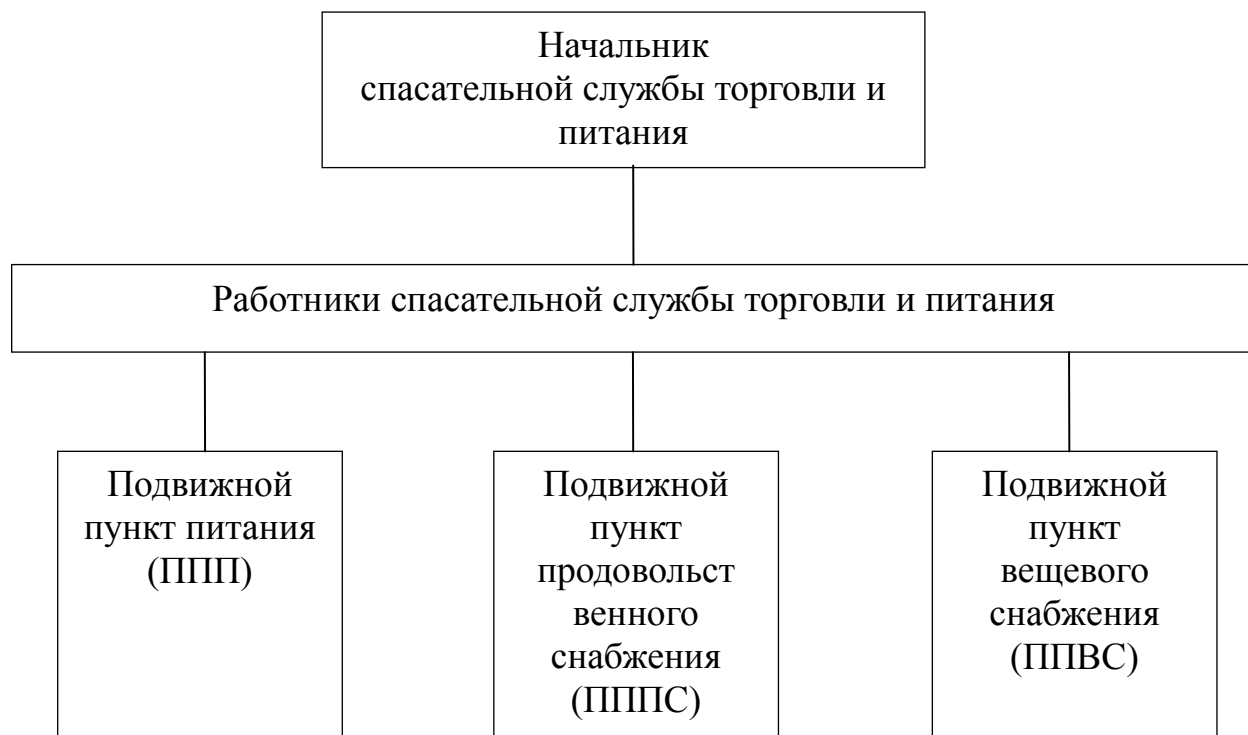 Начальник
спасательной службы торговли и
питания
Работники спасательной службы торговли и питания
Подвижной
пункт питания
(ППП)
Подвижной
пункт
продовольст
венного
снабжения
(ПППС)
Подвижной
пункт
вещевого
снабжения
(ППВС)